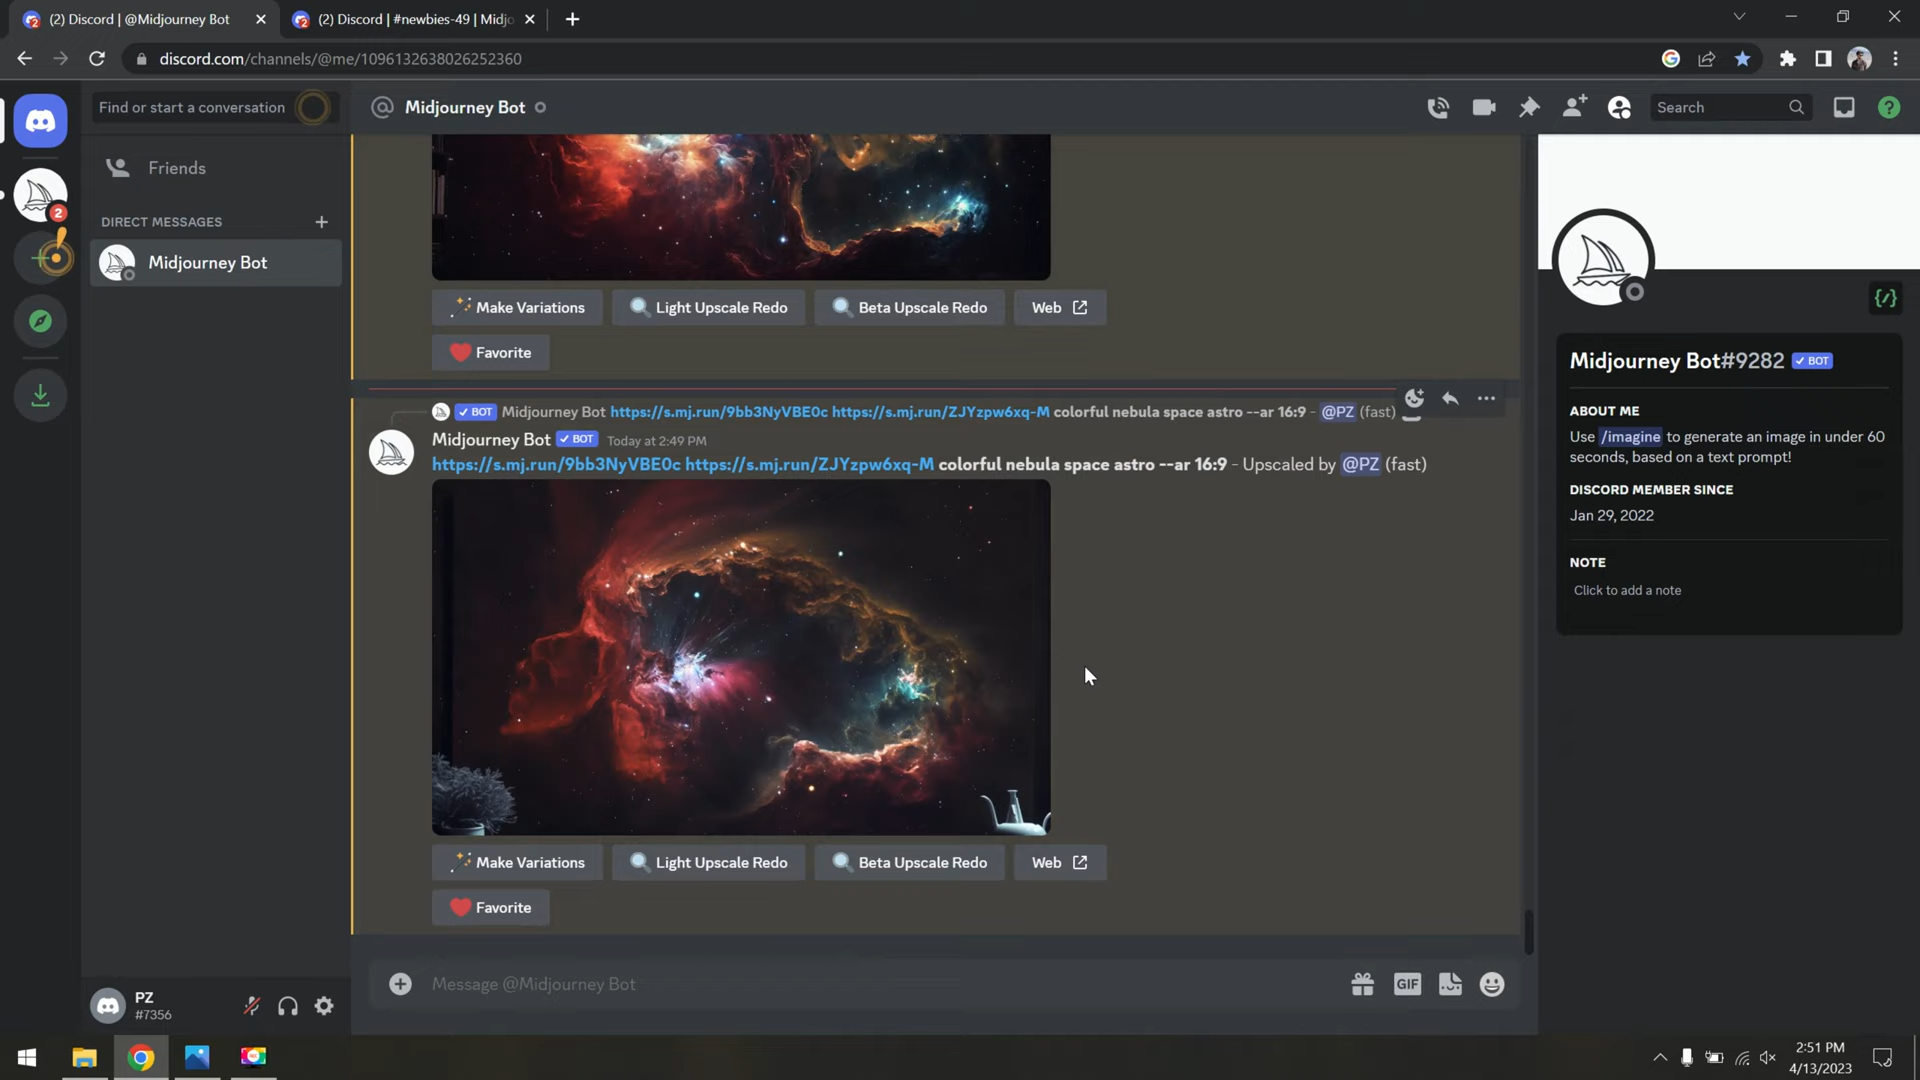 (2) Discord | @Midjourney Bot
(2) Discord | #newbies-49 | Midjo
discord.com/channels/@me/1096132638026252360
Find or start a conversation
Midjourney Bot
Search
Friends
DIRECT MESSAGES
Midjourney Bot
2
Make Variations
Light Upscale Redo
Beta Upscale Redo
Web
Favorite
BOT Midjourney Bot https://s.mj.run/9bb3NyVBE0c https://s.mj.run/ZJYzpw6xq-M colorful nebula space astro --ar 16:9 - @PZ (fast)
Midjourney Bot BOT Today at 2:49 PM
https://s.mj.run/9bb3NyVBE0c https://s.mj.run/ZJYzpw6xq-M colorful nebula space astro --ar 16:9 - Upscaled by @PZ (fast)
Make Variations
Light Upscale Redo
Beta Upscale Redo
Web
Favorite
Message @Midjourney Bot
GIF
Midjourney Bot#9282 BOT
ABOUT ME
Use /imagine to generate an image in under 60
seconds, based on a text prompt!
DISCORD MEMBER SINCE
Jan 29, 2022
NOTE
Click to add a note
PZ
#7356
2:51 PM
4/13/2023